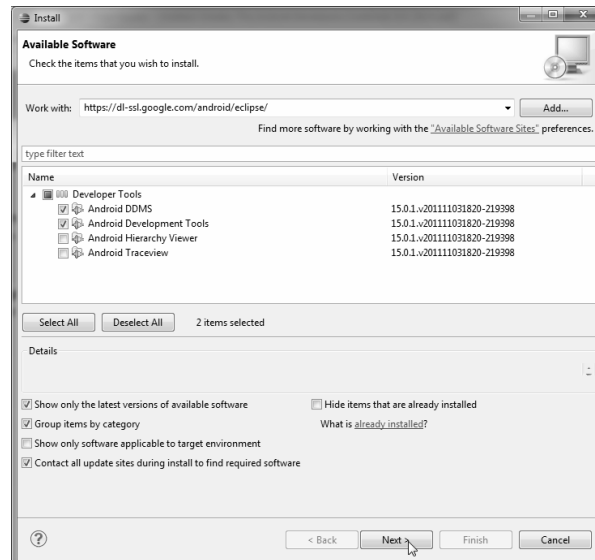 Install
Available Software
Check the items that you wish to install.
Work with: https://dl-ssl.google.com/android/eclipse/ Add...
Find more software by working with the "Available Software Sites" preferences.
type filter text
Name Version
Developer Tools
Android DDMS 15.0.1.v201111031820-219398
Android Development Tools 15.0.1.v201111031820-219398
Android Hierarchy Viewer 15.0.1.v201111031820-219398
Android Traceview 15.0.1.v201111031820-219398
Select All Deselect All 2 items selected
Details
Show only the latest versions of available software Hide items that are already installed
Group items by category What is already installed?
Show only software applicable to target environment
Contact all update sites during install to find required software
? < Back Next > Finish Cancel